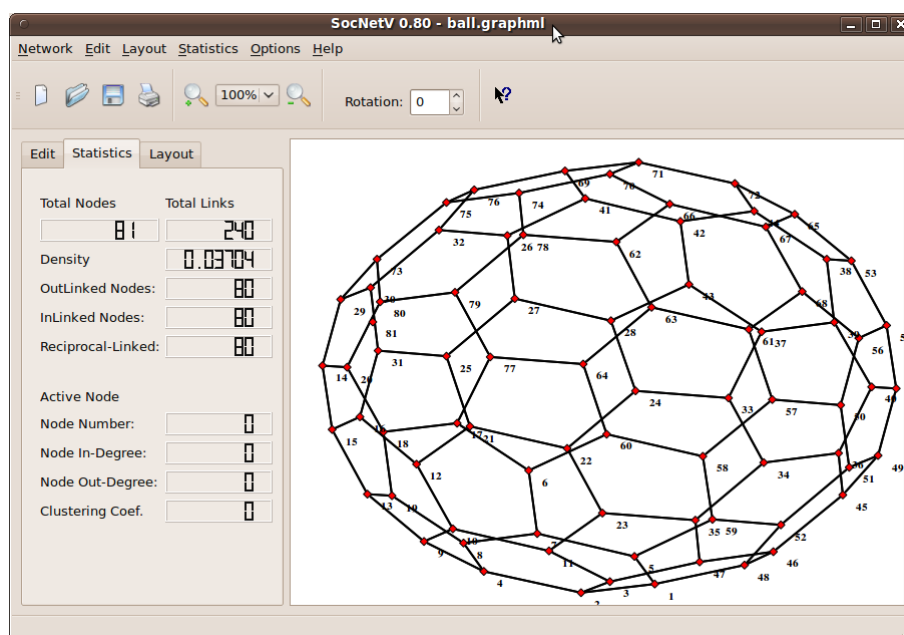 SocNetV 0.80 - ball.graphml
Network Edit Layout Statistics Options Help
100% Rotation: 0
Edit Statistics Layout
Total Nodes Total Links
81 240
Density 0.03704
OutLinked Nodes: 80
InLinked Nodes: 80
Reciprocal-Linked: 80
Active Node
Node Number: 0
Node In-Degree: 0
Node Out-Degree: 0
Clustering Coef. 0
71
69 70
76 72
74 41
75 66 65
42 67
32 26 78 62
73 38 53
79 43 68
29 80 27 63
81 28 61 37 56
31 25 77 64
14 24 33 57 40
15 18 17 21 60
12 22 58 34 49
6 51
13 45
23 35 59 52
9 8 7 11 5 46
4 47 48
3 1